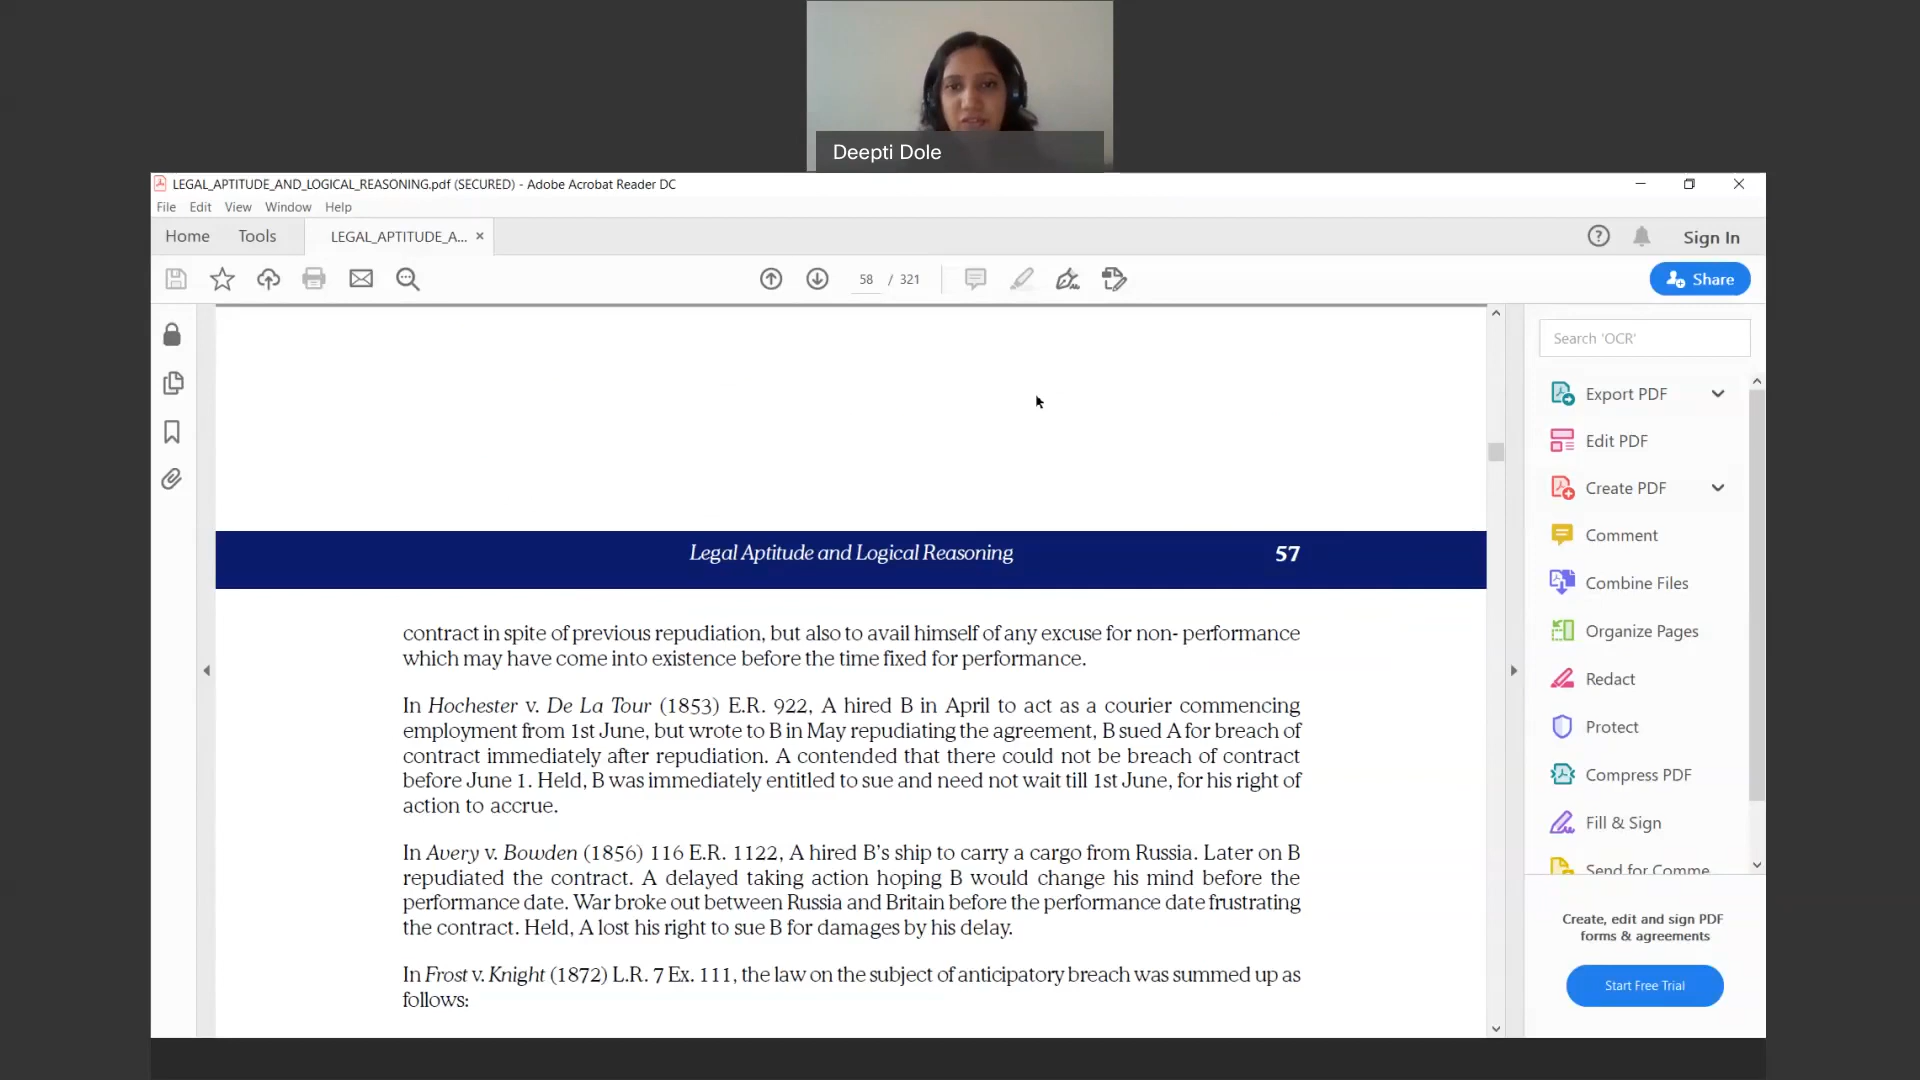 Deepti Dole
LEGAL_APTITUDE_AND_LOGICAL_REASONING.pdf (SECURED) - Adobe Acrobat Reader DC
File Edit View Window Help
Home Tools LEGAL_APTITUDE_A... × Sign In
58 / 321 Share
Search 'OCR'
Export PDF
Edit PDF
Create PDF
Comment
Combine Files
Organize Pages
Redact
Protect
Compress PDF
Fill & Sign
Send for Comme
Create, edit and sign PDF
forms & agreements
Start Free Trial
Legal Aptitude and Logical Reasoning 57
contract in spite of previous repudiation, but also to avail himself of any excuse for non- performance
which may have come into existence before the time fixed for performance.
In Hochester v. De La Tour (1853) E.R. 922, A hired B in April to act as a courier commencing
employment from 1st June, but wrote to B in May repudiating the agreement, B sued A for breach of
contract immediately after repudiation. A contended that there could not be breach of contract
before June 1. Held, B was immediately entitled to sue and need not wait till 1st June, for his right of
action to accrue.
In Avery v. Bowden (1856) 116 E.R. 1122, A hired B's ship to carry a cargo from Russia. Later on B
repudiated the contract. A delayed taking action hoping B would change his mind before the
performance date. War broke out between Russia and Britain before the performance date frustrating
the contract. Held, A lost his right to sue B for damages by his delay.
In Frost v. Knight (1872) L.R. 7 Ex. 111, the law on the subject of anticipatory breach was summed up as
follows: